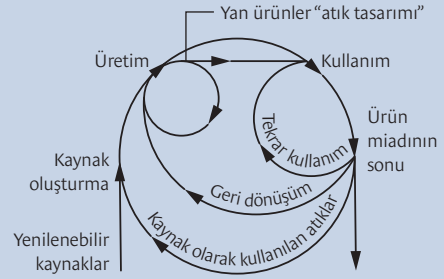 Yan ürünler “atık tasarımı”
Üretim
Kullanım
Ürün
miadının
sonu
Tekrar kullanım
Kaynak
oluşturma
Geri dönüşüm
Kaynak olarak kullanılan atıklar
Yenilenebilir
kaynaklar